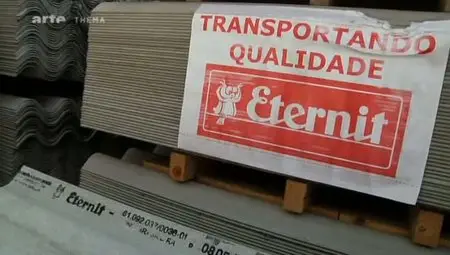 arte THEMA
TRANSPORTANDO
QUALIDADE
Eternit
Eternit -